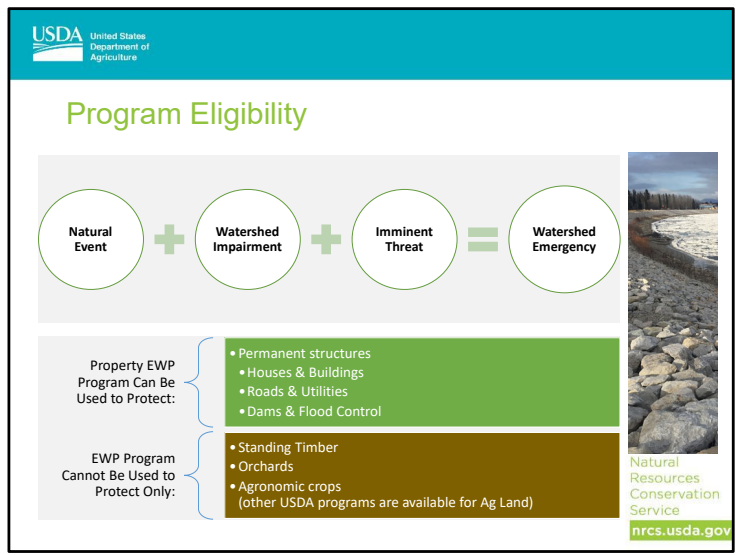 USDA
United States
Department of
Agriculture
Program Eligibility
Natural
Event
Watershed
Impairment
Imminent
Threat
Watershed
Emergency
Property EWP
Program Can Be
Used to Protect:
• Permanent structures
• Houses & Buildings
• Roads & Utilities
• Dams & Flood Control
EWP Program
Cannot Be Used to
Protect Only:
• Standing Timber
• Orchards
• Agronomic crops
(other USDA programs are available for Ag Land)
Natural
Resources
Conservation
Service
nrcs.usda.gov